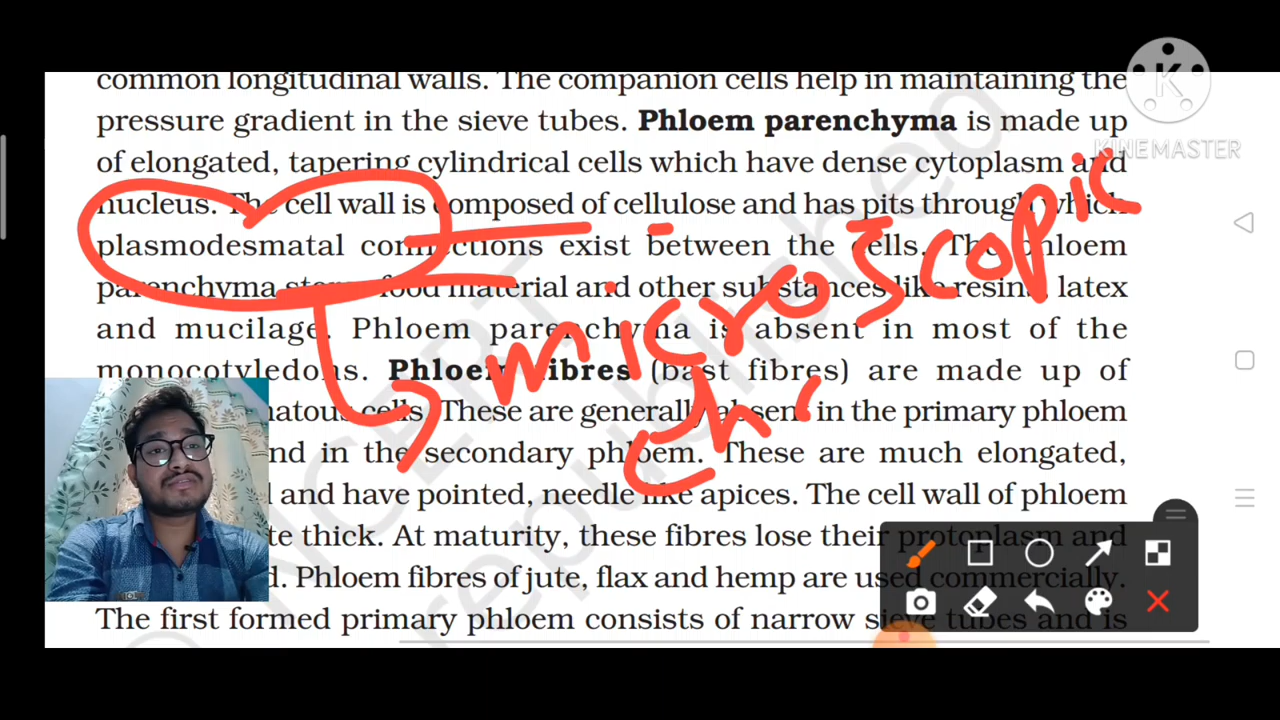 common longitudinal walls. The companion cells help in maintaining the
pressure gradient in the sieve tubes. Phloem parenchyma is made up
of elongated, tapering cylindrical cells which have dense cytoplasm and
nucleus. The cell wall is composed of cellulose and has pits through which
plasmodesmatal connections exist between the cells. The phloem
parenchyma stores food material and other substances like resins, latex
and mucilage. Phloem parenchyma is absent in most of the
monocotyledons. Phloem fibres (bast fibres) are made up of
cells. These are generally absent in the primary phloem
in the secondary phloem. These are much elongated,
and have pointed, needle like apices. The cell wall of phloem
thick. At maturity, these fibres lose their protoplasm and
Phloem fibres of jute, flax and hemp are used commercially.
The first formed primary phloem consists of narrow sieve tubes and is
microscopic
KINEMASTER
NCERT
republished